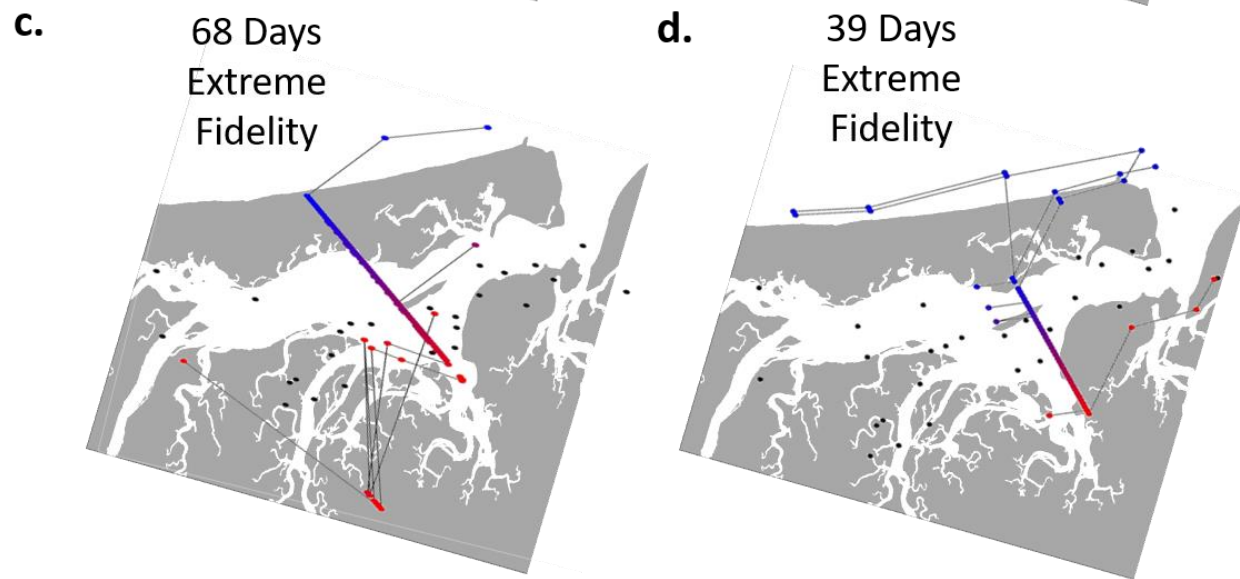 c.
68 Days
Extreme
Fidelity
d.
39 Days
Extreme
Fidelity